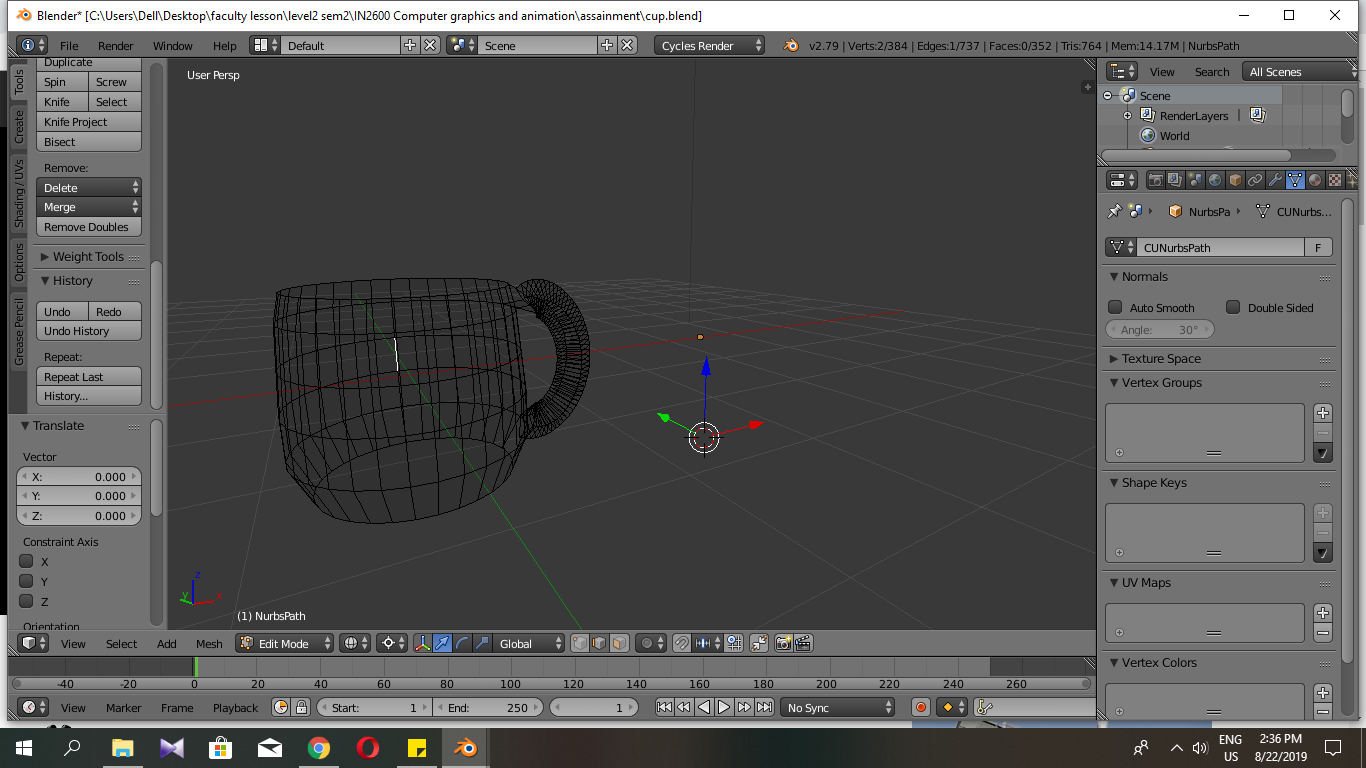 Blender* [C:\Users\Dell\Desktop\faculty lesson\level2 sem2\IN2600 Computer graphics and animation\assainment\cup.blend]
File Render Window Help Default Scene Cycles Render v2.79 | Verts:2/384 | Edges:1/737 | Faces:0/352 | Tris:764 | Mem:14.17M | NurbsPath
Tools
Create
Shading / UVs
Options
Grease Pencil
Duplicate
Spin Screw
Knife Select
Knife Project
Bisect
Remove:
Delete
Merge
Remove Doubles
Weight Tools
History
Undo Redo
Undo History
Repeat:
Repeat Last
History...
Translate
Vector
X: 0.000
Y: 0.000
Z: 0.000
Constraint Axis
X
Y
Z
Orientation
User Persp
z
y x
(1) NurbsPath
View Select Add Mesh Edit Mode Global
-40 -20 0 20 40 60 80 100 120 140 160 180 200 220 240 260
View Marker Frame Playback Start: 1 End: 250 1 No Sync
View Search All Scenes
Scene
RenderLayers |
World
NurbsPa CUNurbs...
CUNurbsPath F
Normals
Auto Smooth Double Sided
Angle: 30°
Texture Space
Vertex Groups
Shape Keys
UV Maps
Vertex Colors
ENG 2:36 PM
US 8/22/2019